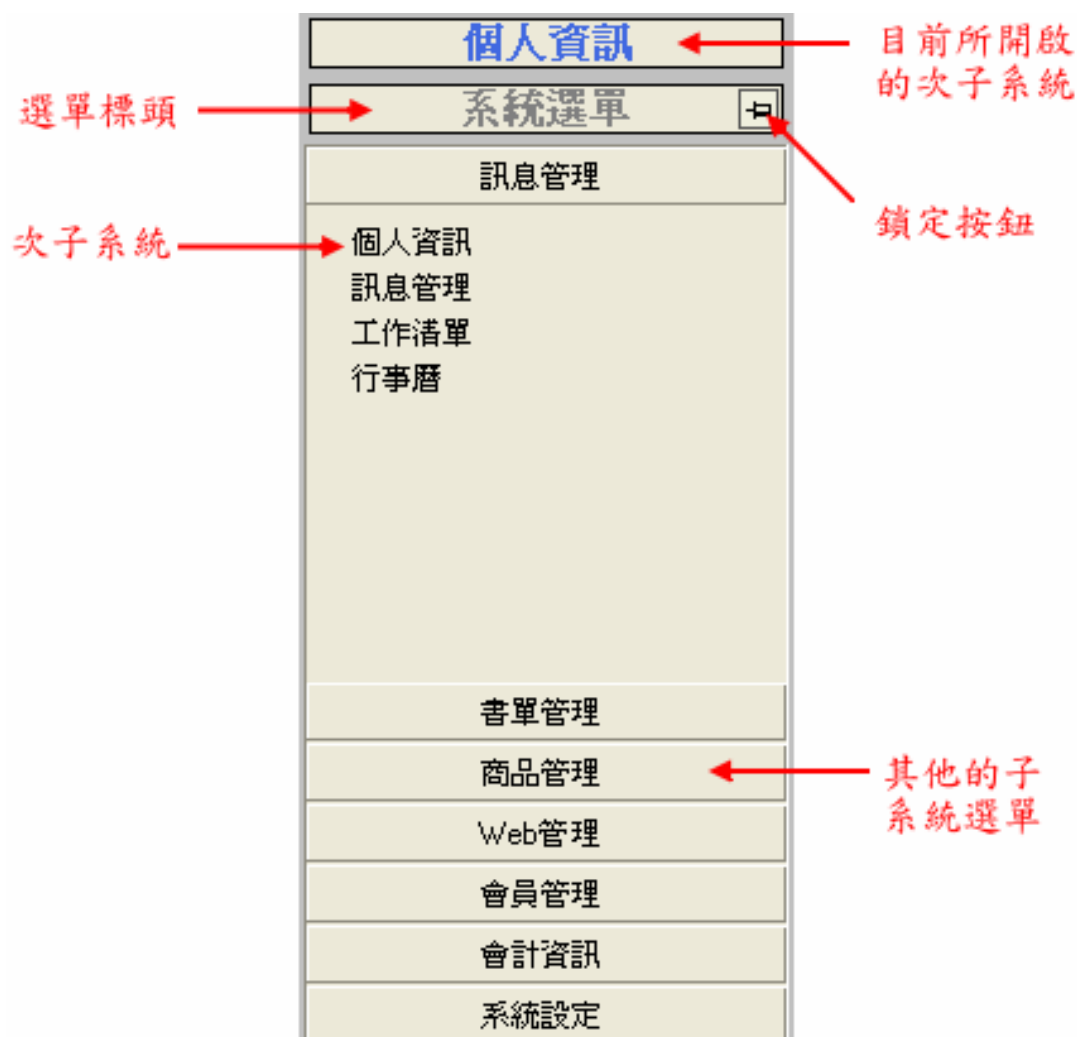 個人資訊
目前所開啟
的次子系統
選單標頭
系統選單
訊息管理
鎖定按鈕
次子系統
個人資訊
訊息管理
工作清單
行事曆
書單管理
商品管理
其他的子
系統選單
Web管理
會員管理
會計資訊
系統設定